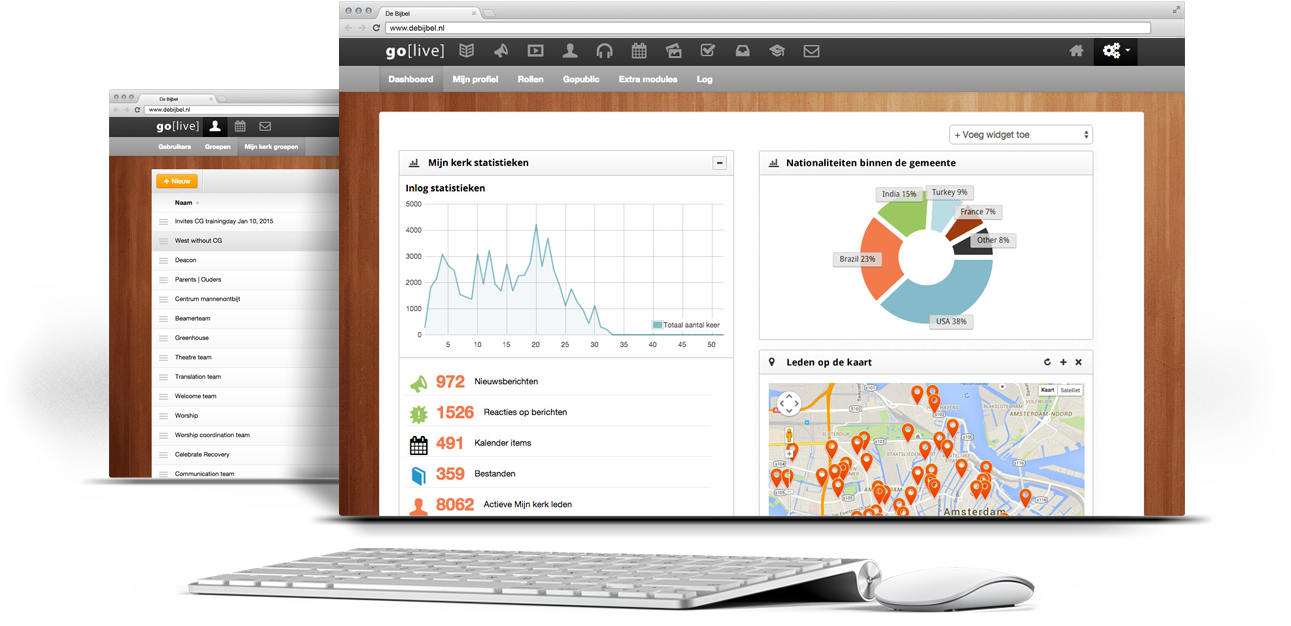 De Bijbel
www.debijbel.nl
go[live]
Dashboard Mijn profiel Rollen Gopublic Extra modules Log
+ Voeg widget toe
Mijn kerk statistieken
Inlog statistieken
5000
4000
3000
2000
1000
0
5 10 15 20 25 30 35 40 45 50
Totaal aantal keer
972 Nieuwsberichten
1526 Reacties op berichten
491 Kalender items
359 Bestanden
8062 Actieve Mijn kerk leden
Nationaliteiten binnen de gemeente
India 15%
Turkey 9%
France 7%
Other 8%
Brazil 23%
USA 38%
Leden op de kaart
Kaart Satelliet
AMSTERDAM-NOORD
Amsterdam
De Bijbel
www.debijbel.nl
go[live]
Gebruikers Groepen Mijn kerk groepen
+ Nieuw
Naam
Invites CG trainingday Jan 10, 2015
West without CG
Deacon
Parents | Ouders
Centrum mannenontbijt
Beamerteam
Greenhouse
Theatre team
Translation team
Welcome team
Worship
Worship coordination team
Celebrate Recovery
Communication team